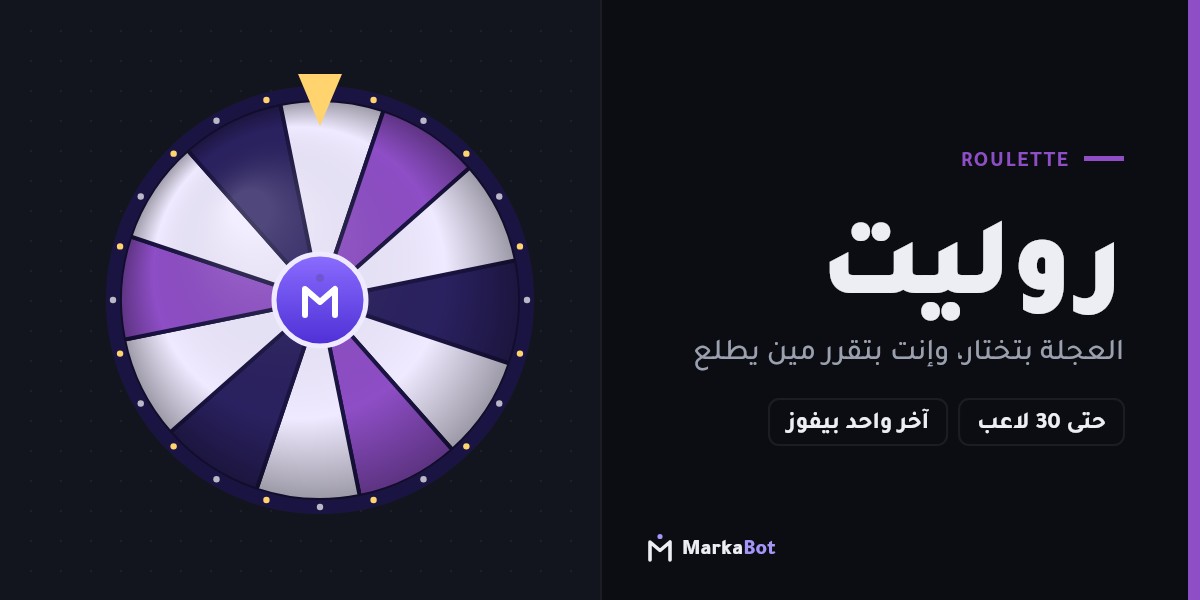 ROULETTE
روليت
العجلة بتختار، وإنت بتقرر مين يطلع
حتى 30 لاعب
آخر واحد بيفوز
M
MarkaBot